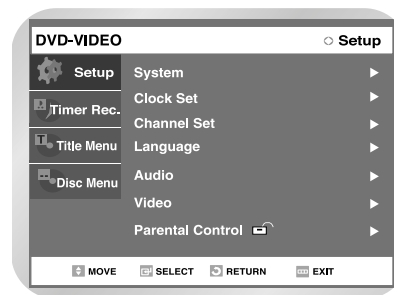 DVD-VIDEO
Setup
Setup
Timer Rec.
Title Menu
Disc Menu
System
Clock Set
Channel Set
Language
Audio
Video
Parental Control
MOVE SELECT RETURN EXIT